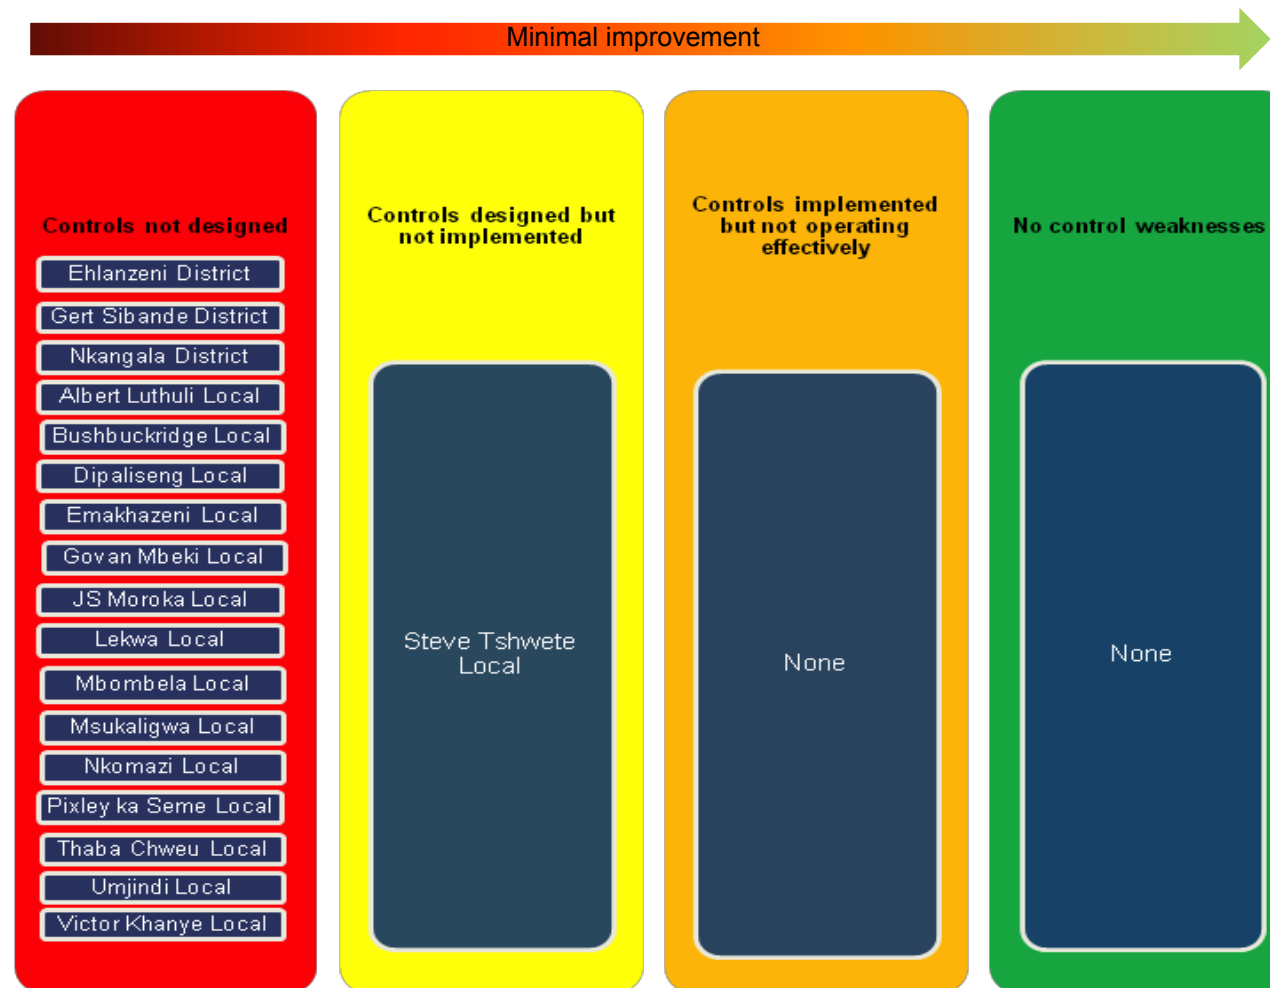 Minimal improvement
Controls not designed
Ehlanzeni District
Gert Sibande District
Nkangala District
Albert Luthuli Local
Bushbuckridge Local
Dipaliseng Local
Emakhazeni Local
Govan Mbeki Local
JS Moroka Local
Lekwa Local
Mbombela Local
Msukaligwa Local
Nkomazi Local
Pixley ka Seme Local
Thaba Chweu Local
Umjindi Local
Victor Khanye Local
Controls designed but
not implemented
Steve Tshwete
Local
Controls implemented
but not operating
effectively
None
No control weaknesses
None